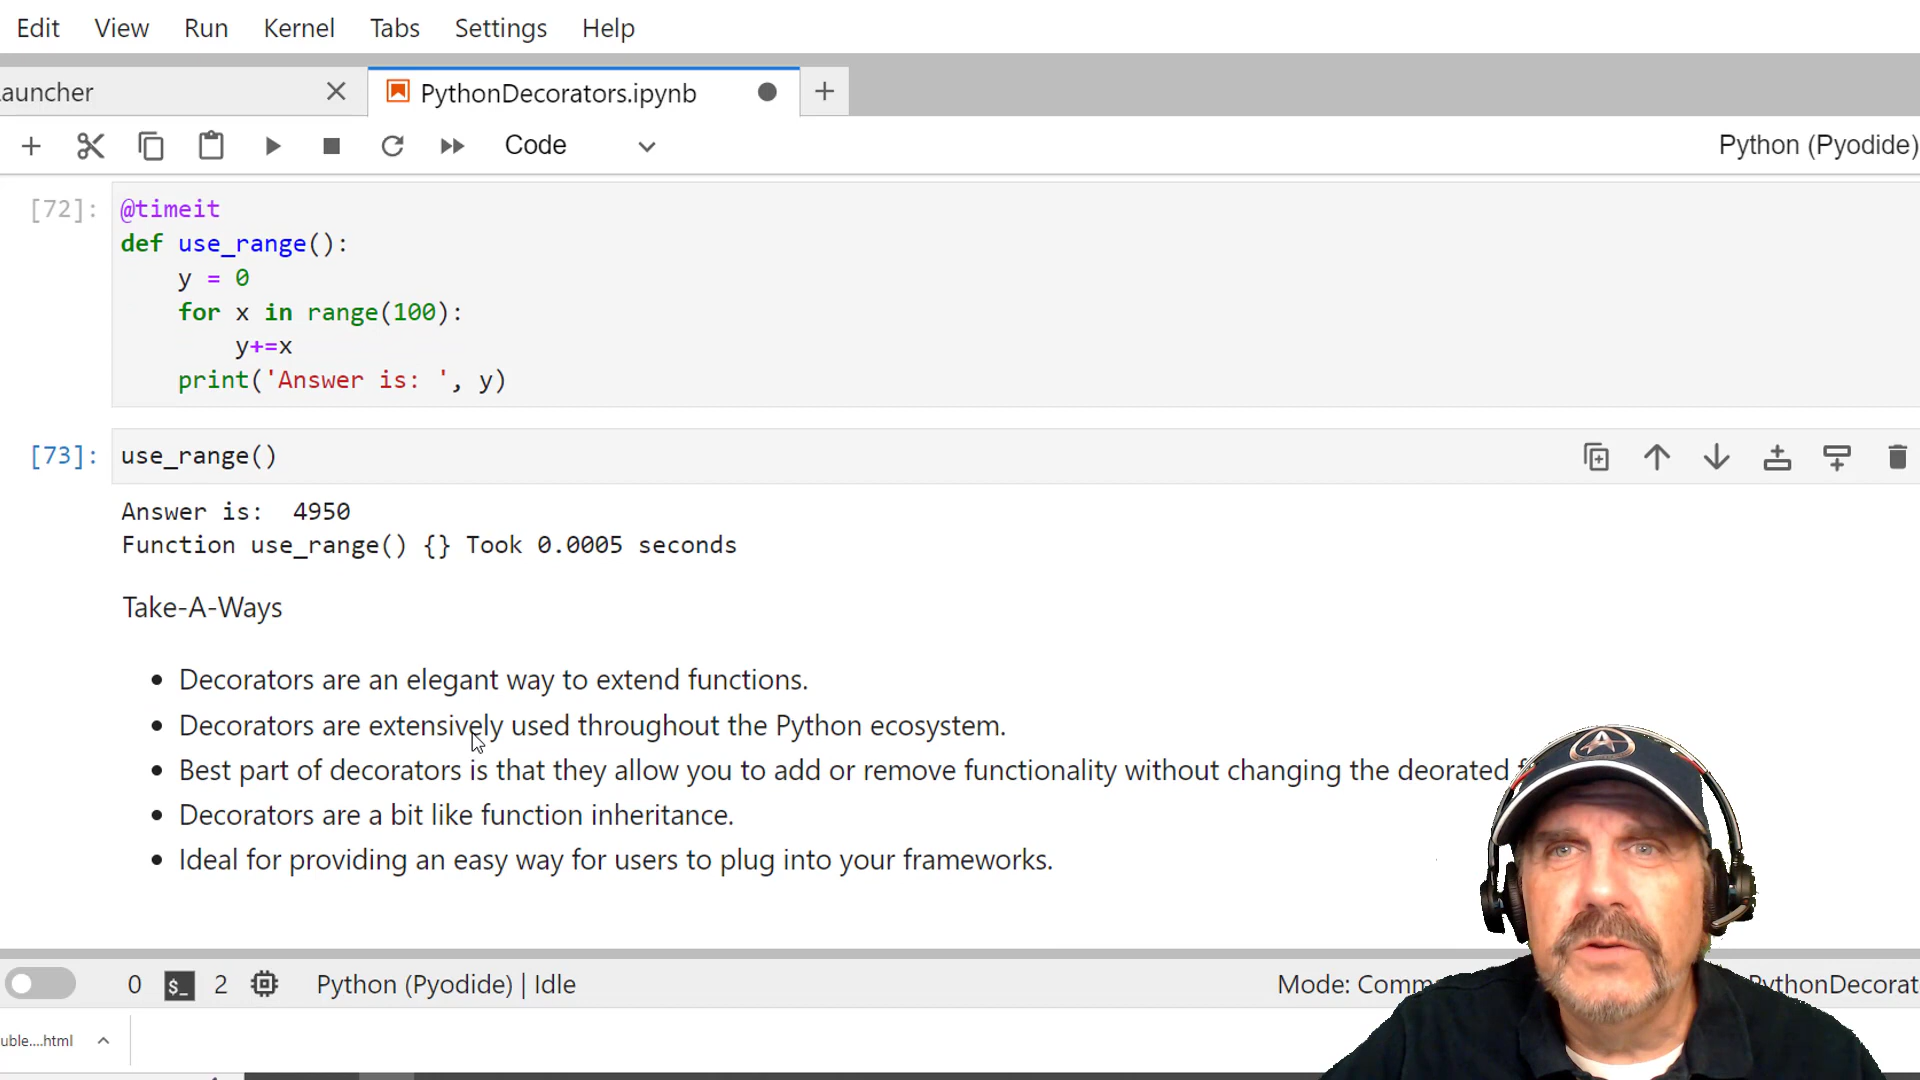 Edit View Run Kernel Tabs Settings Help
auncher PythonDecorators.ipynb
Code Python (Pyodide)
[72]: @timeit
def use_range():
y = 0
for x in range(100):
y+=x
print('Answer is: ', y)
[73]: use_range()
Answer is:  4950
Function use_range() {} Took 0.0005 seconds
Take-A-Ways
• Decorators are an elegant way to extend functions.
• Decorators are extensively used throughout the Python ecosystem.
• Best part of decorators is that they allow you to add or remove functionality without changing the deorated f
• Decorators are a bit like function inheritance.
• Ideal for providing an easy way for users to plug into your frameworks.
0 $_ 2 Python (Pyodide) | Idle Mode: Comm ythonDecorat
uble....html